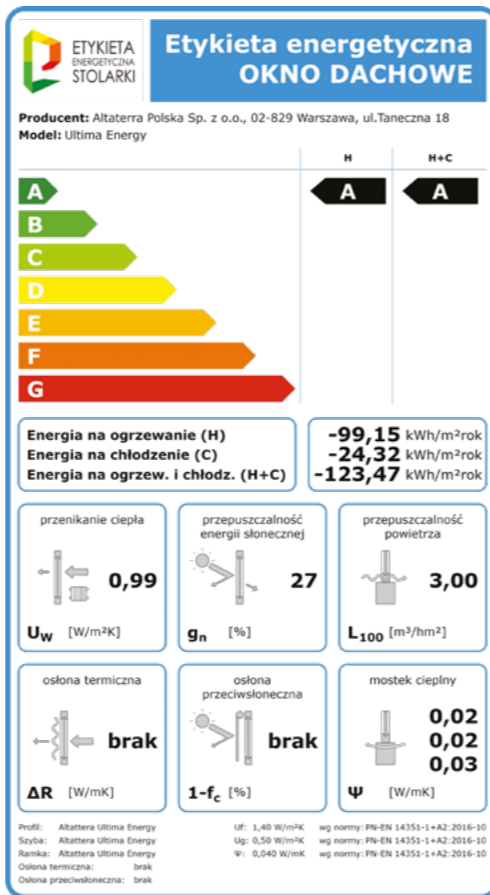 ETYKIETA
ENERGETYCZNA
STOLARKI
Etykieta energetyczna
OKNO DACHOWE
Producent: Altaterra Polska Sp. z o.o., 02-829 Warszawa, ul.Taneczna 18
Model: Ultima Energy
H H+C
A A A
B
C
D
E
F
G
Energia na ogrzewanie (H) -99,15 kWh/m²rok
Energia na chłodzenie (C) -24,32 kWh/m²rok
Energia na ogrzew. i chłodz. (H+C) -123,47 kWh/m²rok
przenikanie ciepła
0,99
Uw [W/m²K]
przepuszczalność
energii słonecznej
27
gn [%]
przepuszczalność
powietrza
3,00
L100 [m³/hm²]
osłona termiczna
brak
ΔR [W/mK]
osłona
przeciwsłoneczna
brak
1-fc [%]
mostek cieplny
0,02
0,02
0,03
Ψ [W/mK]
Profil: Altattera Ultima Energy Uf: 1,40 W/m²K wg normy: PN-EN 14351-1+A2:2016-10
Szyba: Altattera Ultima Energy Ug: 0,50 W/m²K wg normy: PN-EN 14351-1+A2:2016-10
Ramka: Altattera Ultima Energy Ψ: 0,040 W/mK wg normy: PN-EN 14351-1+A2:2016-10
Osłona termiczna: brak
Osłona przeciwsłoneczna: brak